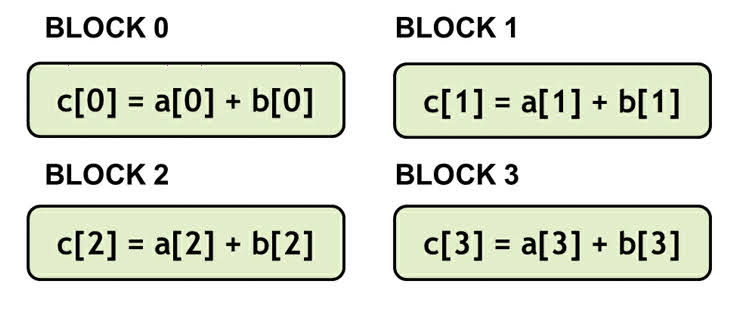 BLOCK 0
BLOCK 1
c[0] = a[0] + b[0]
c[1] = a[1] + b[1]
BLOCK 2
BLOCK 3
c[2] = a[2] + b[2]
c[3] = a[3] + b[3]